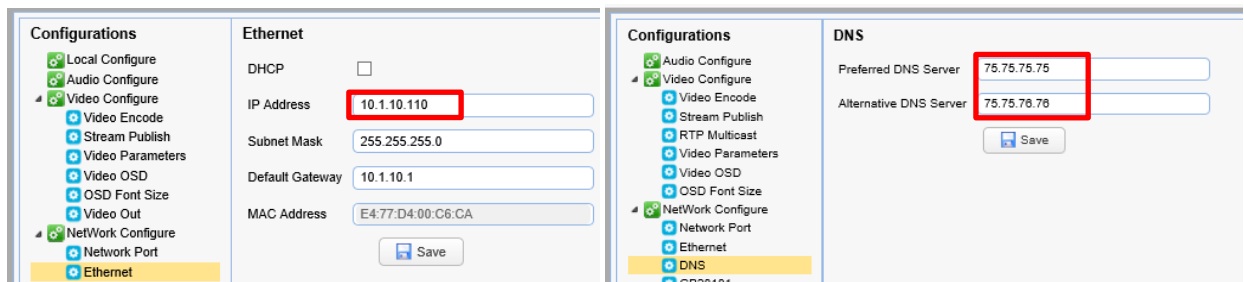 Configurations
Local Configure
Audio Configure
Video Configure
Video Encode
Stream Publish
Video Parameters
Video OSD
OSD Font Size
Video Out
NetWork Configure
Network Port
Ethernet
Ethernet
DHCP
IP Address 10.1.10.110
Subnet Mask 255.255.255.0
Default Gateway 10.1.10.1
MAC Address E4:77:D4:00:C6:CA
Save
Configurations
Audio Configure
Video Configure
Video Encode
Stream Publish
RTP Multicast
Video Parameters
Video OSD
OSD Font Size
NetWork Configure
Network Port
Ethernet
DNS
DNS
Preferred DNS Server 75.75.75.75
Alternative DNS Server 75.75.76.76
Save